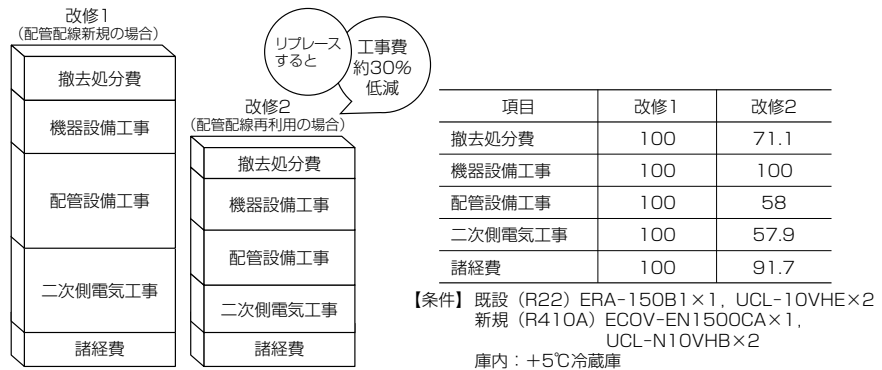 改修1
（配管配線新規の場合）
撤去処分費
機器設備工事
配管設備工事
二次側電気工事
諸経費
リプレース
すると
工事費
約30%
低減
改修2
（配管配線再利用の場合）
撤去処分費
機器設備工事
配管設備工事
二次側電気工事
諸経費
項目 改修1 改修2
撤去処分費 100 71.1
機器設備工事 100 100
配管設備工事 100 58
二次側電気工事 100 57.9
諸経費 100 91.7
【条件】既設（R22）ERA-150B1×1，UCL-10VHE×2
新規（R410A）ECOV-EN1500CA×1，
UCL-N10VHB×2
庫内：+5℃冷蔵庫